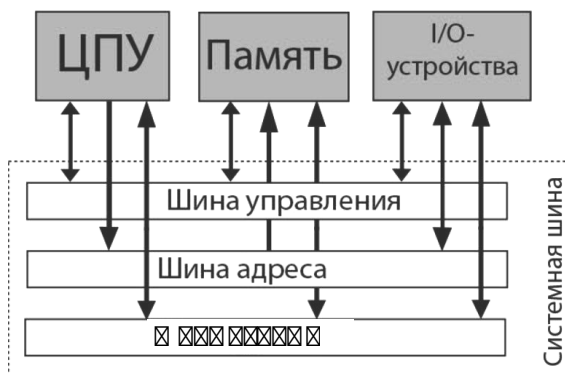 ЦПУ
Память
I/O-
устройства
Шина управления
Шина адреса
Системная шина